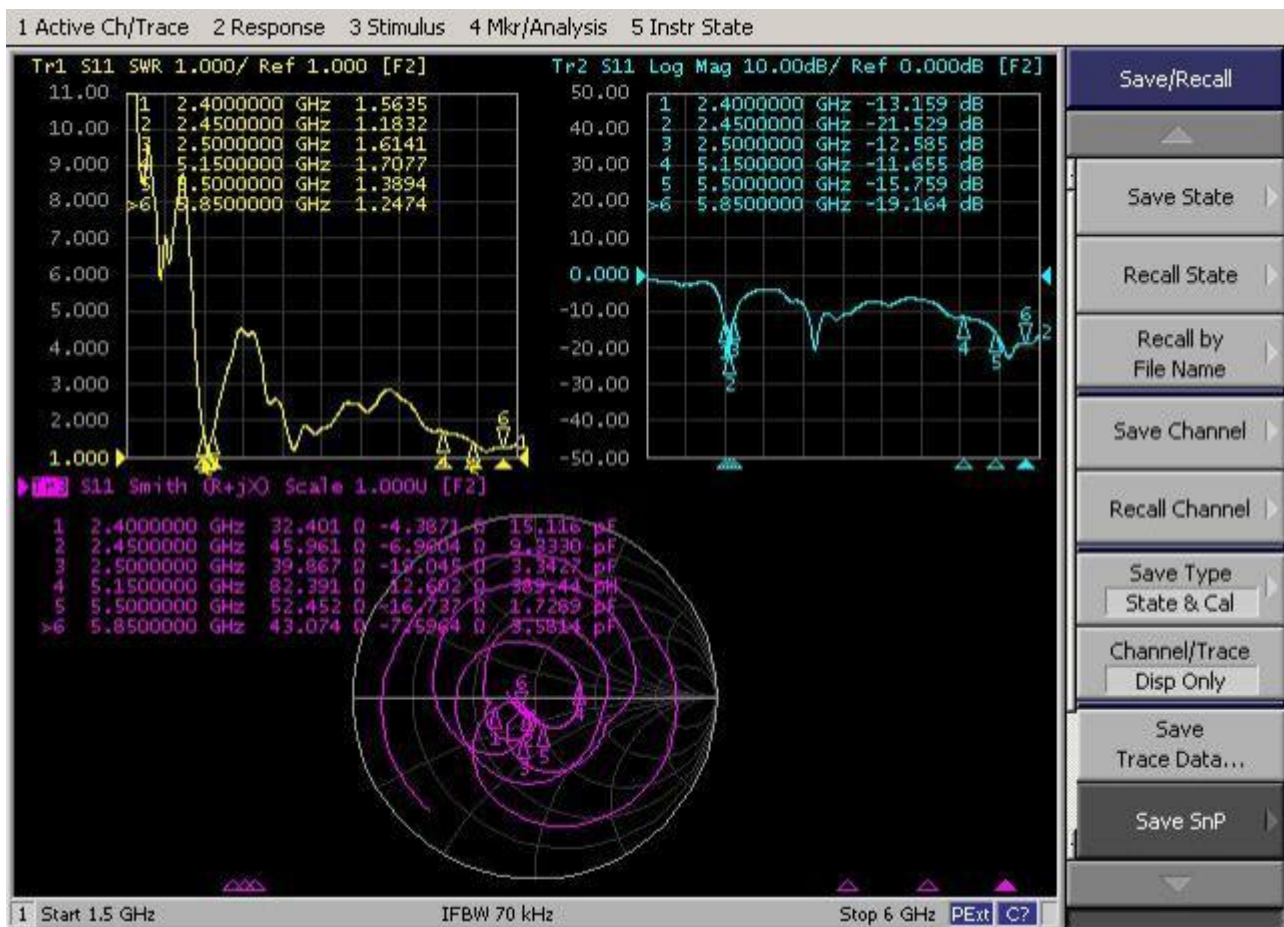 1 Active Ch/Trace 2 Response 3 Stimulus 4 Mkr/Analysis 5 Instr State
Tr1 S11 SWR 1.000/ Ref 1.000 [F2]
11.00
10.00
9.000
8.000
7.000
6.000
5.000
4.000
3.000
2.000
1.000
1 2.4000000 GHz 1.5635
2 2.4500000 GHz 1.1832
3 2.5000000 GHz 1.6141
4 5.1500000 GHz 1.7077
5 5.5000000 GHz 1.3894
>6 5.8500000 GHz 1.2474
6
Tr2 S11 Log Mag 10.00dB/ Ref 0.000dB [F2]
50.00
40.00
30.00
20.00
10.00
0.000
-10.00
-20.00
-30.00
-40.00
-50.00
1 2.4000000 GHz -13.159 dB
2 2.4500000 GHz -21.529 dB
3 2.5000000 GHz -12.585 dB
4 5.1500000 GHz -11.655 dB
5 5.5000000 GHz -15.759 dB
>6 5.8500000 GHz -19.164 dB
2
3
4
5
6
2
Tr3 S11 Smith (R+jX) Scale 1.000U [F2]
1 2.4000000 GHz 32.401 Ω -4.3871 Ω 15.116 pF
2 2.4500000 GHz 45.961 Ω Ω pF
3 2.5000000 GHz 39.867 Ω -19.045 Ω 3.3427 pF
4 5.1500000 GHz 82.391 Ω Ω
5 5.5000000 GHz 52.452 Ω -16.737 Ω 1.7289 pF
>6 5.8500000 GHz 43.074 Ω Ω 3.5814 pF
6
1
5
Save/Recall
Save State
Recall State
Recall by
File Name
Save Channel
Recall Channel
Save Type
State & Cal
Channel/Trace
Disp Only
Save
Trace Data...
Save SnP
1 Start 1.5 GHz IFBW 70 kHz Stop 6 GHz PExt C?